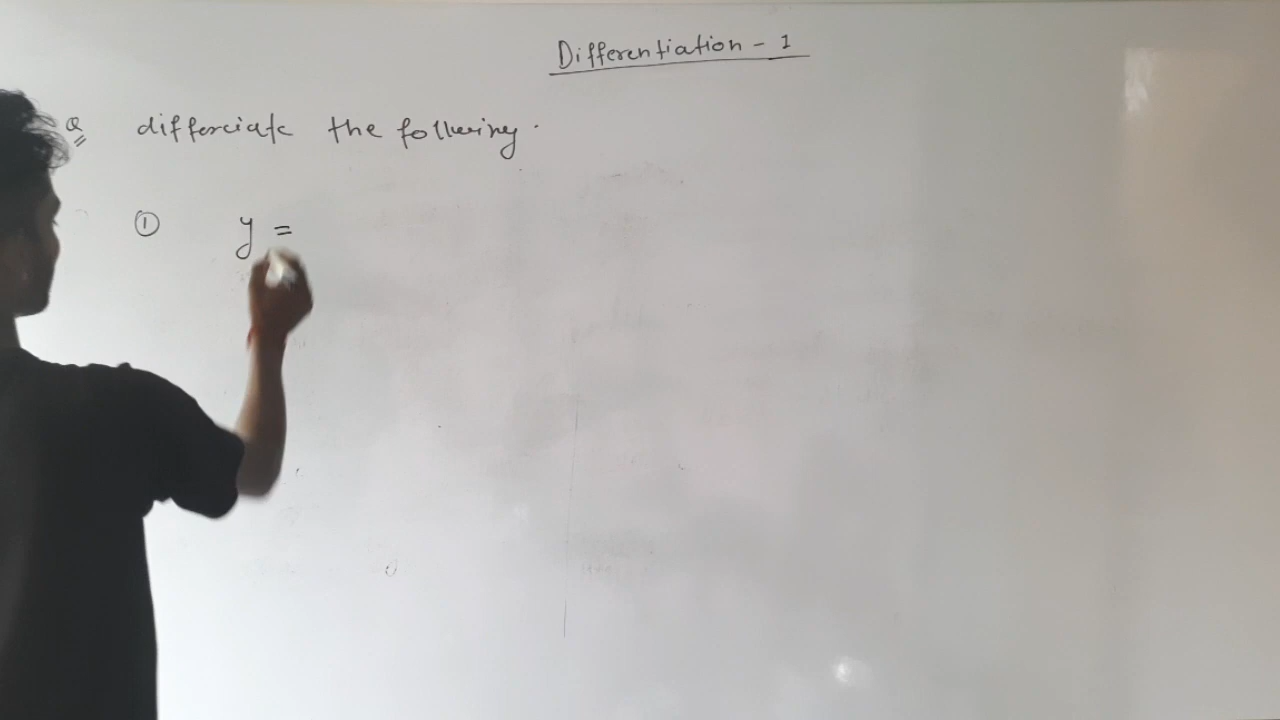 Differentiation - 1
Q differciate the following.
① y =